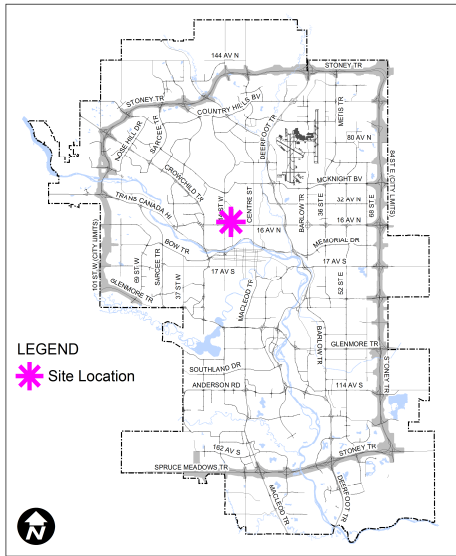 144 AV N
STONEY TR
STONEY TR
COUNTRY HILLS BV
METIS TR
NOSE HILL DR
SARCEE TR
DEERFOOT TR
80 AV N
CROWCHILD TR
MCKNIGHT BV
TRANS CANADA HI
CENTRE ST
BARLOW TR
36 ST E
32 AV N
68 ST E
84 ST E (CITY LIMITS)
16 AV N
16 AV N
101 ST W (CITY LIMITS)
BOW TR
MEMORIAL DR
69 ST W
SARCEE TR
37 ST W
17 AV S
17 AV S
52 ST E
GLENMORE TR
MACLEOD TR
BARLOW TR
GLENMORE TR
LEGEND
Site Location
SOUTHLAND DR
ANDERSON RD
114 AV S
STONEY TR
162 AV S
STONEY TR
SPRUCE MEADOWS TR
MACLEOD TR
DEERFOOT TR
N